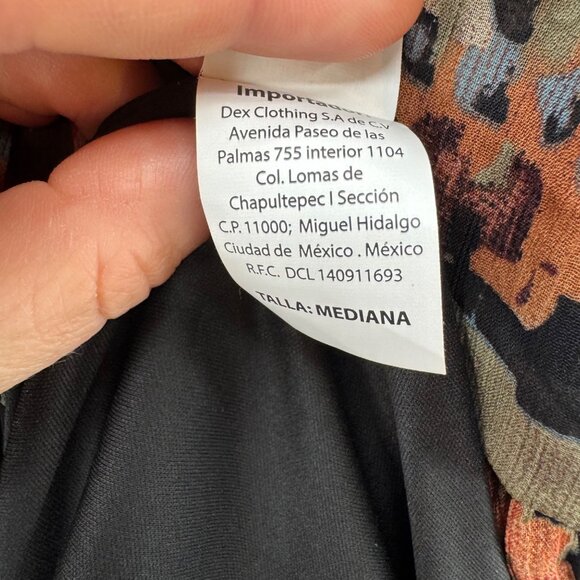 Importador
Dex Clothing S.A de C.V
Avenida Paseo de las
Palmas 755 interior 1104
Col. Lomas de
Chapultepec I Sección
C.P. 11000; Miguel Hidalgo
Ciudad de México . México
R.F.C. DCL 140911693
TALLA: MEDIANA